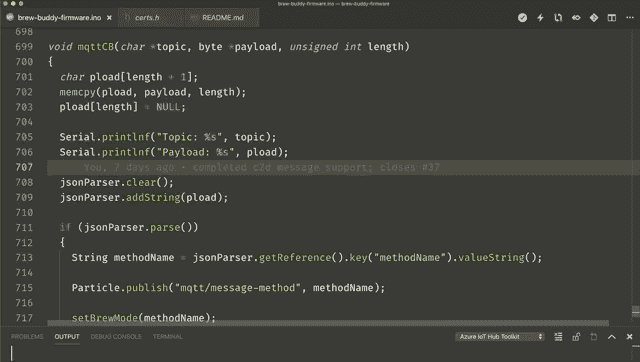 brew-buddy-firmware.ino — brew-buddy-firmware
brew-buddy-firmware.ino × certs.h README.md
698
699 void mqttCB(char *topic, byte *payload, unsigned int length)
700 {
701 char pload[length + 1];
702 memcpy(pload, payload, length);
703 pload[length] = NULL;
704
705 Serial.printlnf("Topic: %s", topic);
706 Serial.printlnf("Payload: %s", pload);
707 You, 7 days ago • completed c2d message support; closes #37
708 jsonParser.clear();
709 jsonParser.addString(pload);
710
711 if (jsonParser.parse())
712 {
713 String methodName = jsonParser.getReference().key("methodName").valueString();
714
715 Particle.publish("mqtt/message-method", methodName);
716
717 setBrewMode(methodName);
PROBLEMS OUTPUT DEBUG CONSOLE TERMINAL Azure IoT Hub Toolkit